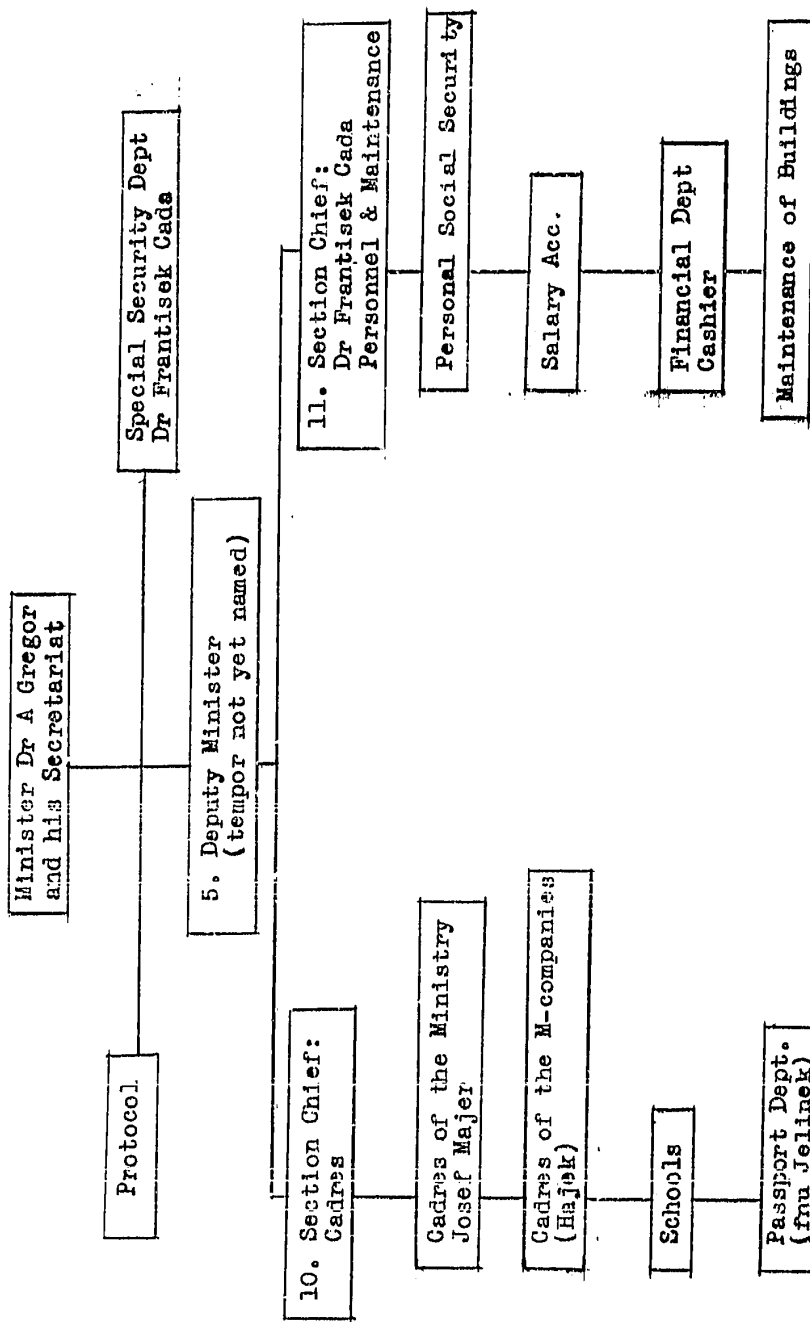 Minister Dr A Gregor
and his Secretariat
Protocol
Special Security Dept
Dr Frantisek Cada
5. Deputy Minister
(tempor not yet named)
10. Section Chief:
Cadres
Cadres of the Ministry
Josef Majer
Cadres of the M-companies
(Hajek)
Schools
Passport Dept.
(fnu Jelinek)
11. Section Chief:
Dr Frantisek Cada
Personnel & Maintenance
Personal Social Security
Salary Acc.
Financial Dept
Cashier
Maintenance of Buildings